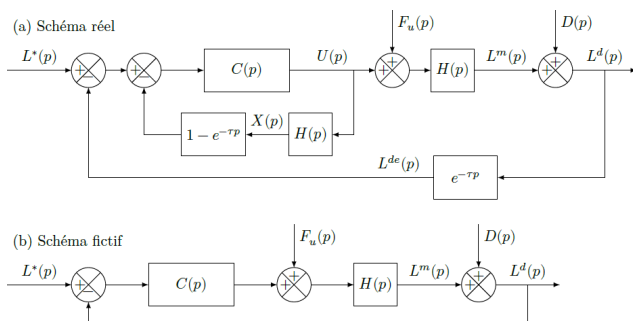 (a) Schéma réel
F_u(p)
D(p)
L*(p)
C(p)
U(p)
H(p)
L^m(p)
L^d(p)
1 − e^{−τp}
X(p)
H(p)
L^{de}(p)
e^{−τp}
(b) Schéma fictif
F_u(p)
D(p)
L*(p)
C(p)
H(p)
L^m(p)
L^d(p)